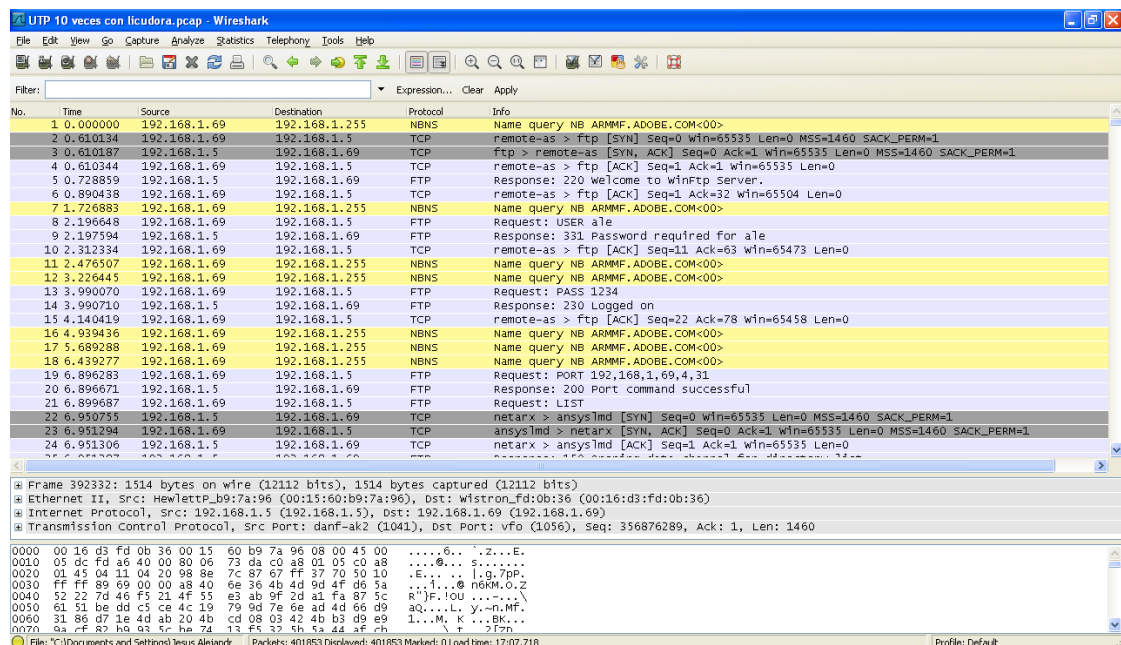 UTP 10 veces con licudora.pcap - Wireshark
File Edit View Go Capture Analyze Statistics Telephony Tools Help
Filter: Expression... Clear Apply
No. Time Source Destination Protocol Info
1 0.000000 192.168.1.69 192.168.1.255 NBNS Name query NB ARMMF.ADOBE.COM<00>
2 0.610134 192.168.1.69 192.168.1.5 TCP remote-as > ftp [SYN] Seq=0 Win=65535 Len=0 MSS=1460 SACK_PERM=1
3 0.610187 192.168.1.5 192.168.1.69 TCP ftp > remote-as [SYN, ACK] Seq=0 Ack=1 Win=65535 Len=0 MSS=1460 SACK_PERM=1
4 0.610344 192.168.1.69 192.168.1.5 TCP remote-as > ftp [ACK] Seq=1 Ack=1 Win=65535 Len=0
5 0.728859 192.168.1.5 192.168.1.69 FTP Response: 220 Welcome to WinFtp Server.
6 0.890438 192.168.1.69 192.168.1.5 TCP remote-as > ftp [ACK] Seq=1 Ack=32 Win=65504 Len=0
7 1.726883 192.168.1.69 192.168.1.255 NBNS Name query NB ARMMF.ADOBE.COM<00>
8 2.196648 192.168.1.69 192.168.1.5 FTP Request: USER ale
9 2.197594 192.168.1.5 192.168.1.69 FTP Response: 331 Password required for ale
10 2.312334 192.168.1.69 192.168.1.5 TCP remote-as > ftp [ACK] Seq=11 Ack=63 Win=65473 Len=0
11 2.476507 192.168.1.69 192.168.1.255 NBNS Name query NB ARMMF.ADOBE.COM<00>
12 3.226445 192.168.1.69 192.168.1.255 NBNS Name query NB ARMMF.ADOBE.COM<00>
13 3.990070 192.168.1.69 192.168.1.5 FTP Request: PASS 1234
14 3.990710 192.168.1.5 192.168.1.69 FTP Response: 230 Logged on
15 4.140419 192.168.1.69 192.168.1.5 TCP remote-as > ftp [ACK] Seq=22 Ack=78 Win=65458 Len=0
16 4.939436 192.168.1.69 192.168.1.255 NBNS Name query NB ARMMF.ADOBE.COM<00>
17 5.689288 192.168.1.69 192.168.1.255 NBNS Name query NB ARMMF.ADOBE.COM<00>
18 6.439277 192.168.1.69 192.168.1.255 NBNS Name query NB ARMMF.ADOBE.COM<00>
19 6.896283 192.168.1.69 192.168.1.5 FTP Request: PORT 192,168,1,69,4,31
20 6.896671 192.168.1.5 192.168.1.69 FTP Response: 200 Port command successful
21 6.899687 192.168.1.69 192.168.1.5 FTP Request: LIST
22 6.950755 192.168.1.5 192.168.1.69 TCP netarx > ansyslmd [SYN] Seq=0 Win=65535 Len=0 MSS=1460 SACK_PERM=1
23 6.951294 192.168.1.69 192.168.1.5 TCP ansyslmd > netarx [SYN, ACK] Seq=0 Ack=1 Win=65535 Len=0 MSS=1460 SACK_PERM=1
24 6.951306 192.168.1.5 192.168.1.69 TCP netarx > ansyslmd [ACK] Seq=1 Ack=1 Win=65535 Len=0
Frame 392332: 1514 bytes on wire (12112 bits), 1514 bytes captured (12112 bits)
Ethernet II, Src: HewlettP_b9:7a:96 (00:15:60:b9:7a:96), Dst: Wistron_fd:0b:36 (00:16:d3:fd:0b:36)
Internet Protocol, Src: 192.168.1.5 (192.168.1.5), Dst: 192.168.1.69 (192.168.1.69)
Transmission Control Protocol, Src Port: danf-ak2 (1041), Dst Port: vfo (1056), Seq: 356876289, Ack: 1, Len: 1460
0000 00 16 d3 fd 0b 36 00 15 60 b9 7a 96 08 00 45 00 .....6.. `.z...E.
0010 05 dc fd a6 40 00 80 06 73 da c0 a8 01 05 c0 a8 ....@... s.......
0020 01 45 04 11 04 20 98 8e 7c 87 67 ff 37 70 50 10 .E... .. |.g.7pP.
0030 ff ff 89 69 00 00 a8 40 6e 36 4b 4d 9d 4f d6 5a ...i...@ n6KM.O.Z
0040 52 22 7d 46 f5 21 4f 55 e3 ab 9f 2d a1 fa 87 5c R"}F.!OU ...-...\
0050 61 51 be dd c5 ce 4c 19 79 9d 7e 6e ad 4d 66 d9 aQ....L. y.~n.Mf.
0060 31 86 d7 1e 4d ab 20 4b cd 08 03 42 4b b3 d9 e9 1...M. K ...BK...
0070 9a cf 82 b9 93 5c be 74 13 f5 32 5b 5a 44 af cb
File: "C:\Documents and Settings\Jesus Alejandr... Packets: 401853 Displayed: 401853 Marked: 0 Load time: 17:07.718 Profile: Default